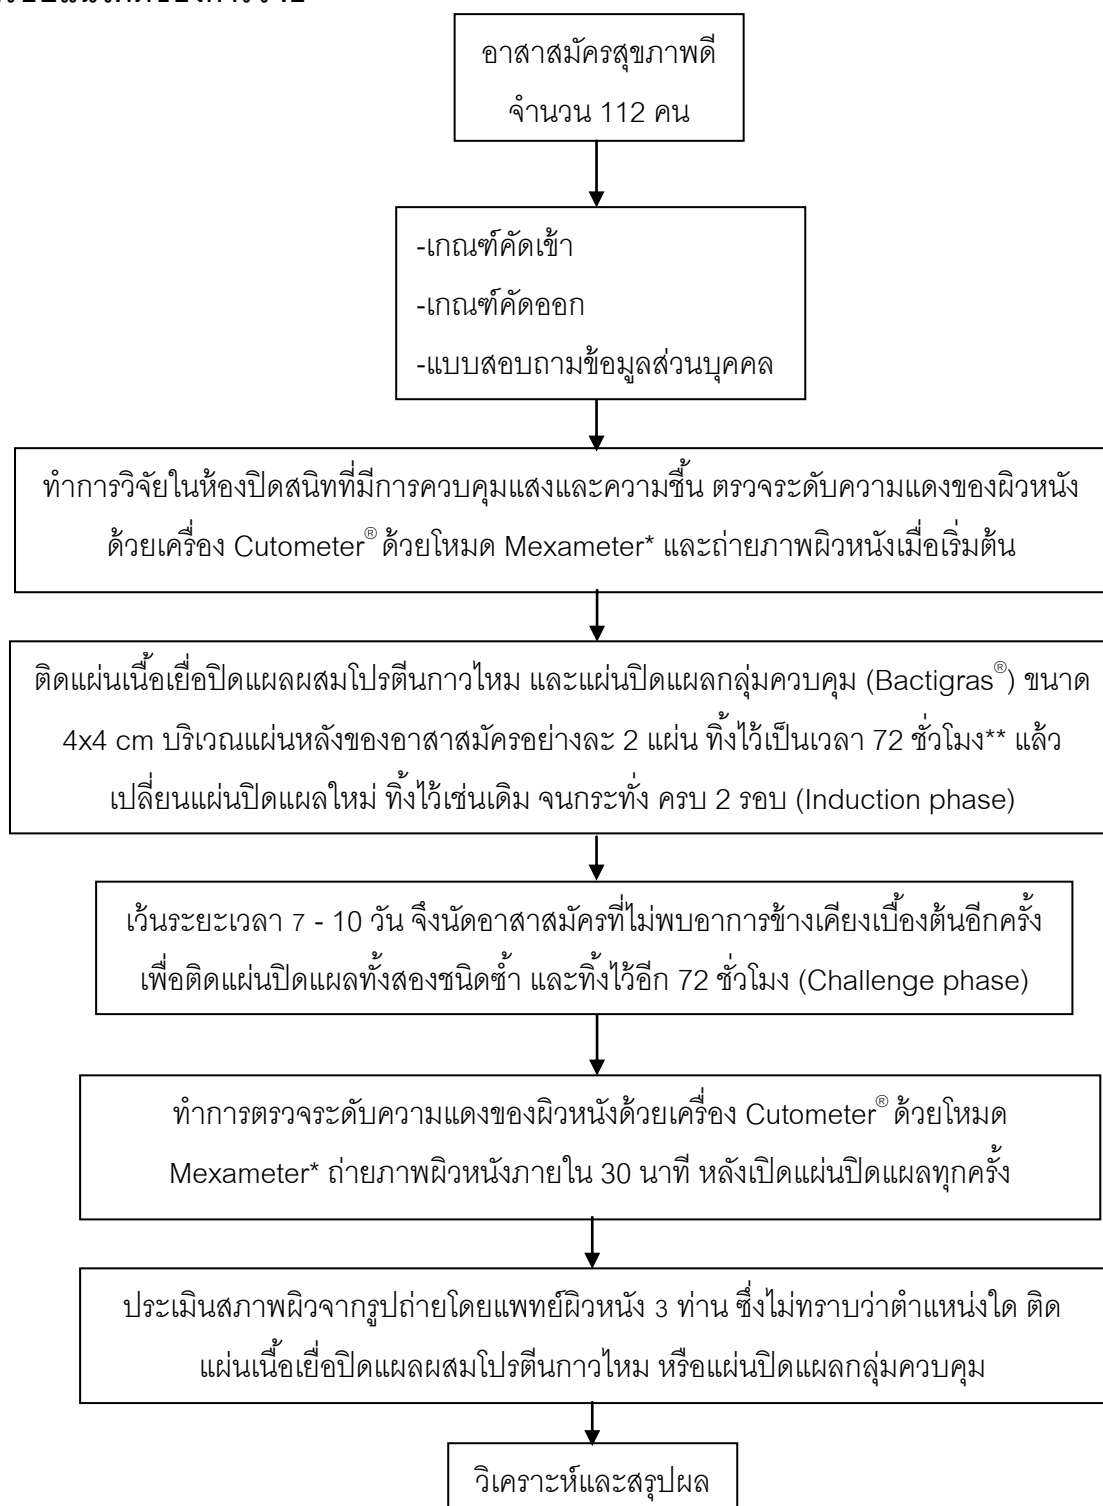 อาสาสมัครสุขภาพดี
จำนวน 112 คน
-เกณฑ์คัดเข้า
-เกณฑ์คัดออก
-แบบสอบถามข้อมูลส่วนบุคคล
ทำการวิจัยในห้องปิดสนิทที่มีการควบคุมแสงและความชื้น ตรวจระดับความแดงของผิวหนัง
ด้วยเครื่อง Cutometer® ด้วยโหมด Mexameter* และถ่ายภาพผิวหนังเมื่อเริ่มต้น
ติดแผ่นเนื้อเยื่อปิดแผลผสมโปรตีนกาวไหม และแผ่นปิดแผลกลุ่มควบคุม (Bactigras®) ขนาด
4x4 cm บริเวณแผ่นหลังของอาสาสมัครอย่างละ 2 แผ่น ทิ้งไว้เป็นเวลา 72 ชั่วโมง** แล้ว
เปลี่ยนแผ่นปิดแผลใหม่ ทิ้งไว้เช่นเดิม จนกระทั่ง ครบ 2 รอบ (Induction phase)
เว้นระยะเวลา 7 - 10 วัน จึงนัดอาสาสมัครที่ไม่พบอาการข้างเคียงเบื้องต้นอีกครั้ง
เพื่อติดแผ่นปิดแผลทั้งสองชนิดซ้ำ และทิ้งไว้อีก 72 ชั่วโมง (Challenge phase)
ทำการตรวจระดับความแดงของผิวหนังด้วยเครื่อง Cutometer® ด้วยโหมด
Mexameter* ถ่ายภาพผิวหนังภายใน 30 นาที หลังเปิดแผ่นปิดแผลทุกครั้ง
ประเมินสภาพผิวจากรูปถ่ายโดยแพทย์ผิวหนัง 3 ท่าน ซึ่งไม่ทราบว่าตำแหน่งใด ติด
แผ่นเนื้อเยื่อปิดแผลผสมโปรตีนกาวไหม หรือแผ่นปิดแผลกลุ่มควบคุม
วิเคราะห์และสรุปผล